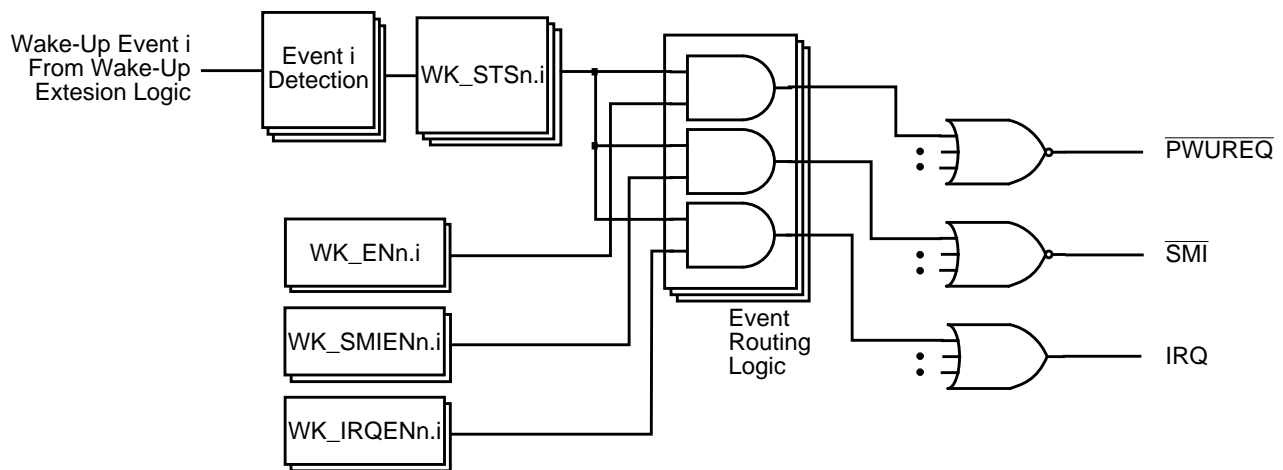 Wake-Up Event i
From Wake-Up
Extesion Logic
Event i
Detection
WK_STSn.i
WK_ENn.i
WK_SMIENn.i
WK_IRQENn.i
Event
Routing
Logic
PWUREQ
SMI
IRQ